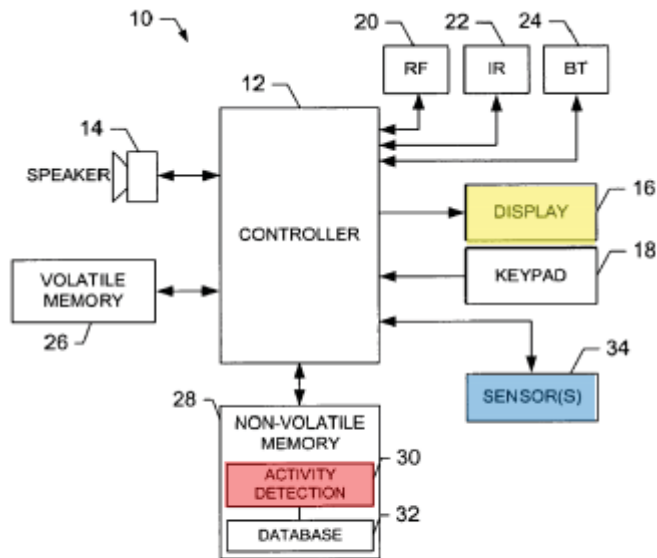 10
20
22
24
RF
IR
BT
12
14
SPEAKER
CONTROLLER
DISPLAY
16
KEYPAD
18
VOLATILE
MEMORY
26
34
SENSOR(S)
28
NON-VOLATILE
MEMORY
30
ACTIVITY
DETECTION
32
DATABASE